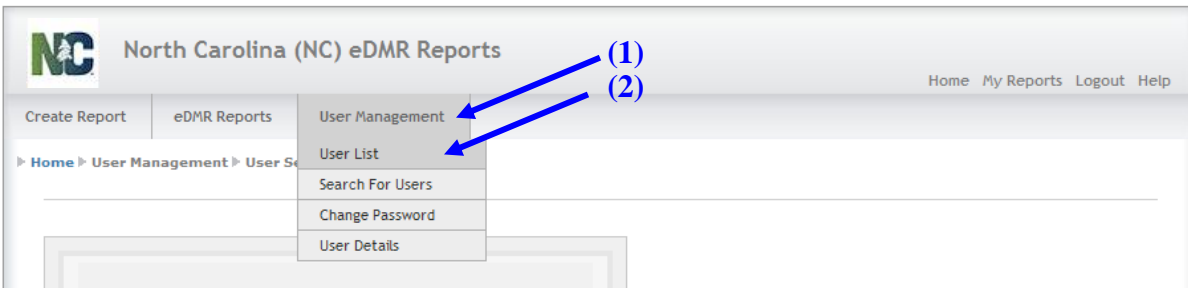 NC
North Carolina (NC) eDMR Reports
(1)
(2)
Home My Reports Logout Help
Create Report eDMR Reports User Management
User List
Home User Management User
Search For Users
Change Password
User Details